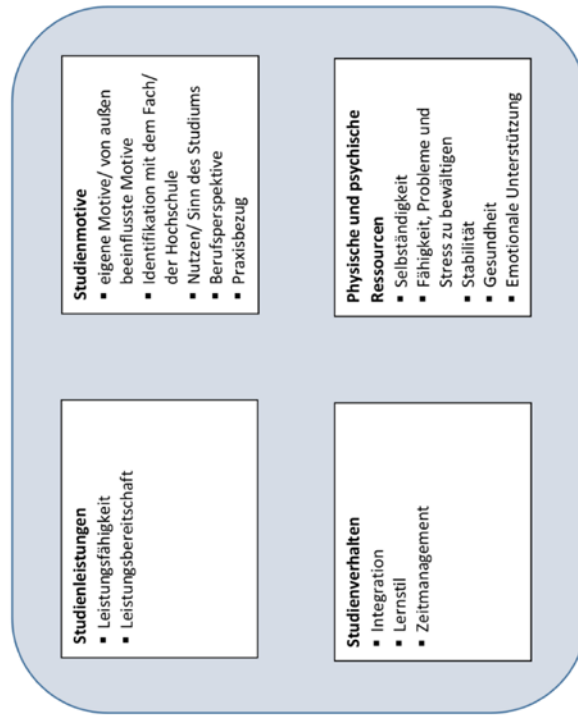 Studienleistungen
▪ Leistungsfähigkeit
▪ Leistungsbereitschaft
Studienmotive
▪ eigene Motive/ von außen
beeinflusste Motive
▪ Identifikation mit dem Fach/
der Hochschule
▪ Nutzen/ Sinn des Studiums
▪ Berufsperspektive
▪ Praxisbezug
Studienverhalten
▪ Integration
▪ Lernstil
▪ Zeitmanagement
Physische und psychische
Ressourcen
▪ Selbständigkeit
▪ Fähigkeit, Probleme und
Stress zu bewältigen
▪ Stabilität
▪ Gesundheit
▪ Emotionale Unterstützung